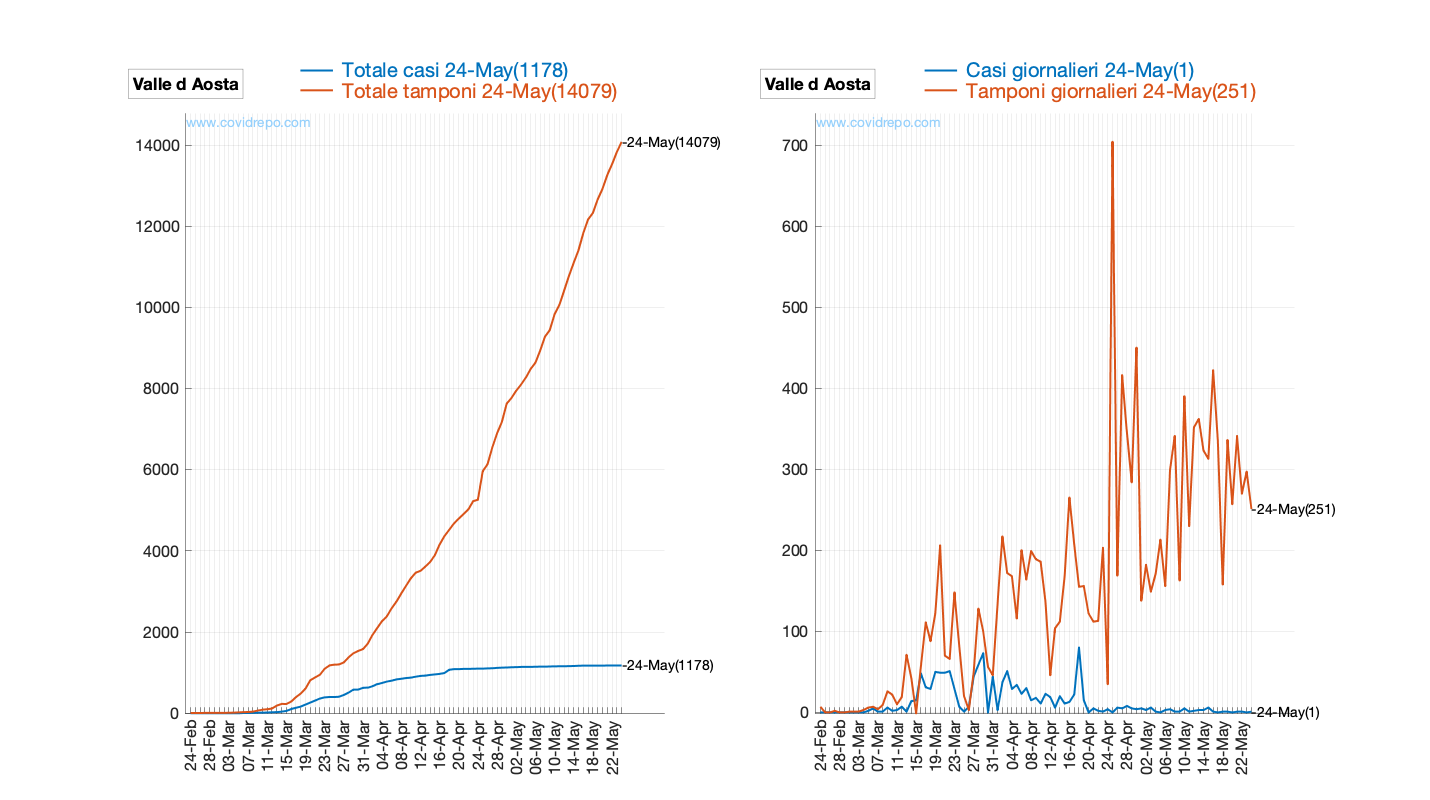 Valle d Aosta
Totale casi 24-May(1178)
Totale tamponi 24-May(14079)
www.covidrepo.com
14000
12000
10000
8000
6000
4000
2000
0
24-May(14079)
24-May(1178)
24-Feb
28-Feb
03-Mar
07-Mar
11-Mar
15-Mar
19-Mar
23-Mar
27-Mar
31-Mar
04-Apr
08-Apr
12-Apr
16-Apr
20-Apr
24-Apr
28-Apr
02-May
06-May
10-May
14-May
18-May
22-May
Valle d Aosta
Casi giornalieri 24-May(1)
Tamponi giornalieri 24-May(251)
www.covidrepo.com
700
600
500
400
300
200
100
0
24-May(251)
24-May(1)
24-Feb
28-Feb
03-Mar
07-Mar
11-Mar
15-Mar
19-Mar
23-Mar
27-Mar
31-Mar
04-Apr
08-Apr
12-Apr
16-Apr
20-Apr
24-Apr
28-Apr
02-May
06-May
10-May
14-May
18-May
22-May